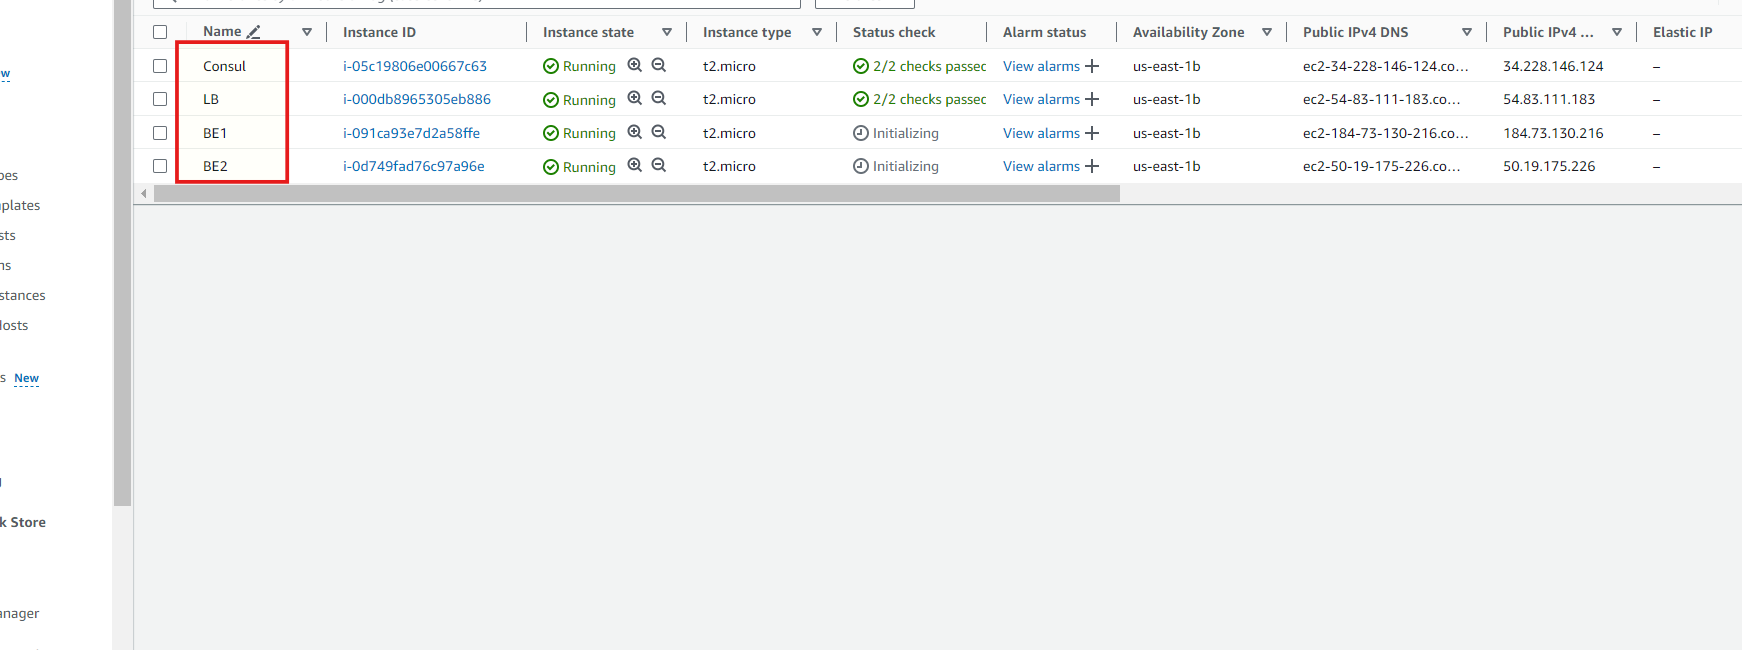 Name Instance ID Instance state Instance type Status check Alarm status Availability Zone Public IPv4 DNS Public IPv4 ... Elastic IP
Consul i-05c19806e00667c63 Running t2.micro 2/2 checks passec View alarms + us-east-1b ec2-34-228-146-124.co... 34.228.146.124 –
LB i-000db8965305eb886 Running t2.micro 2/2 checks passec View alarms + us-east-1b ec2-54-83-111-183.co... 54.83.111.183 –
BE1 i-091ca93e7d2a58ffe Running t2.micro Initializing View alarms + us-east-1b ec2-184-73-130-216.co... 184.73.130.216 –
BE2 i-0d749fad76c97a96e Running t2.micro Initializing View alarms + us-east-1b ec2-50-19-175-226.co... 50.19.175.226 –
w
pes
nplates
sts
ns
stances
Hosts
s New
k Store
anager